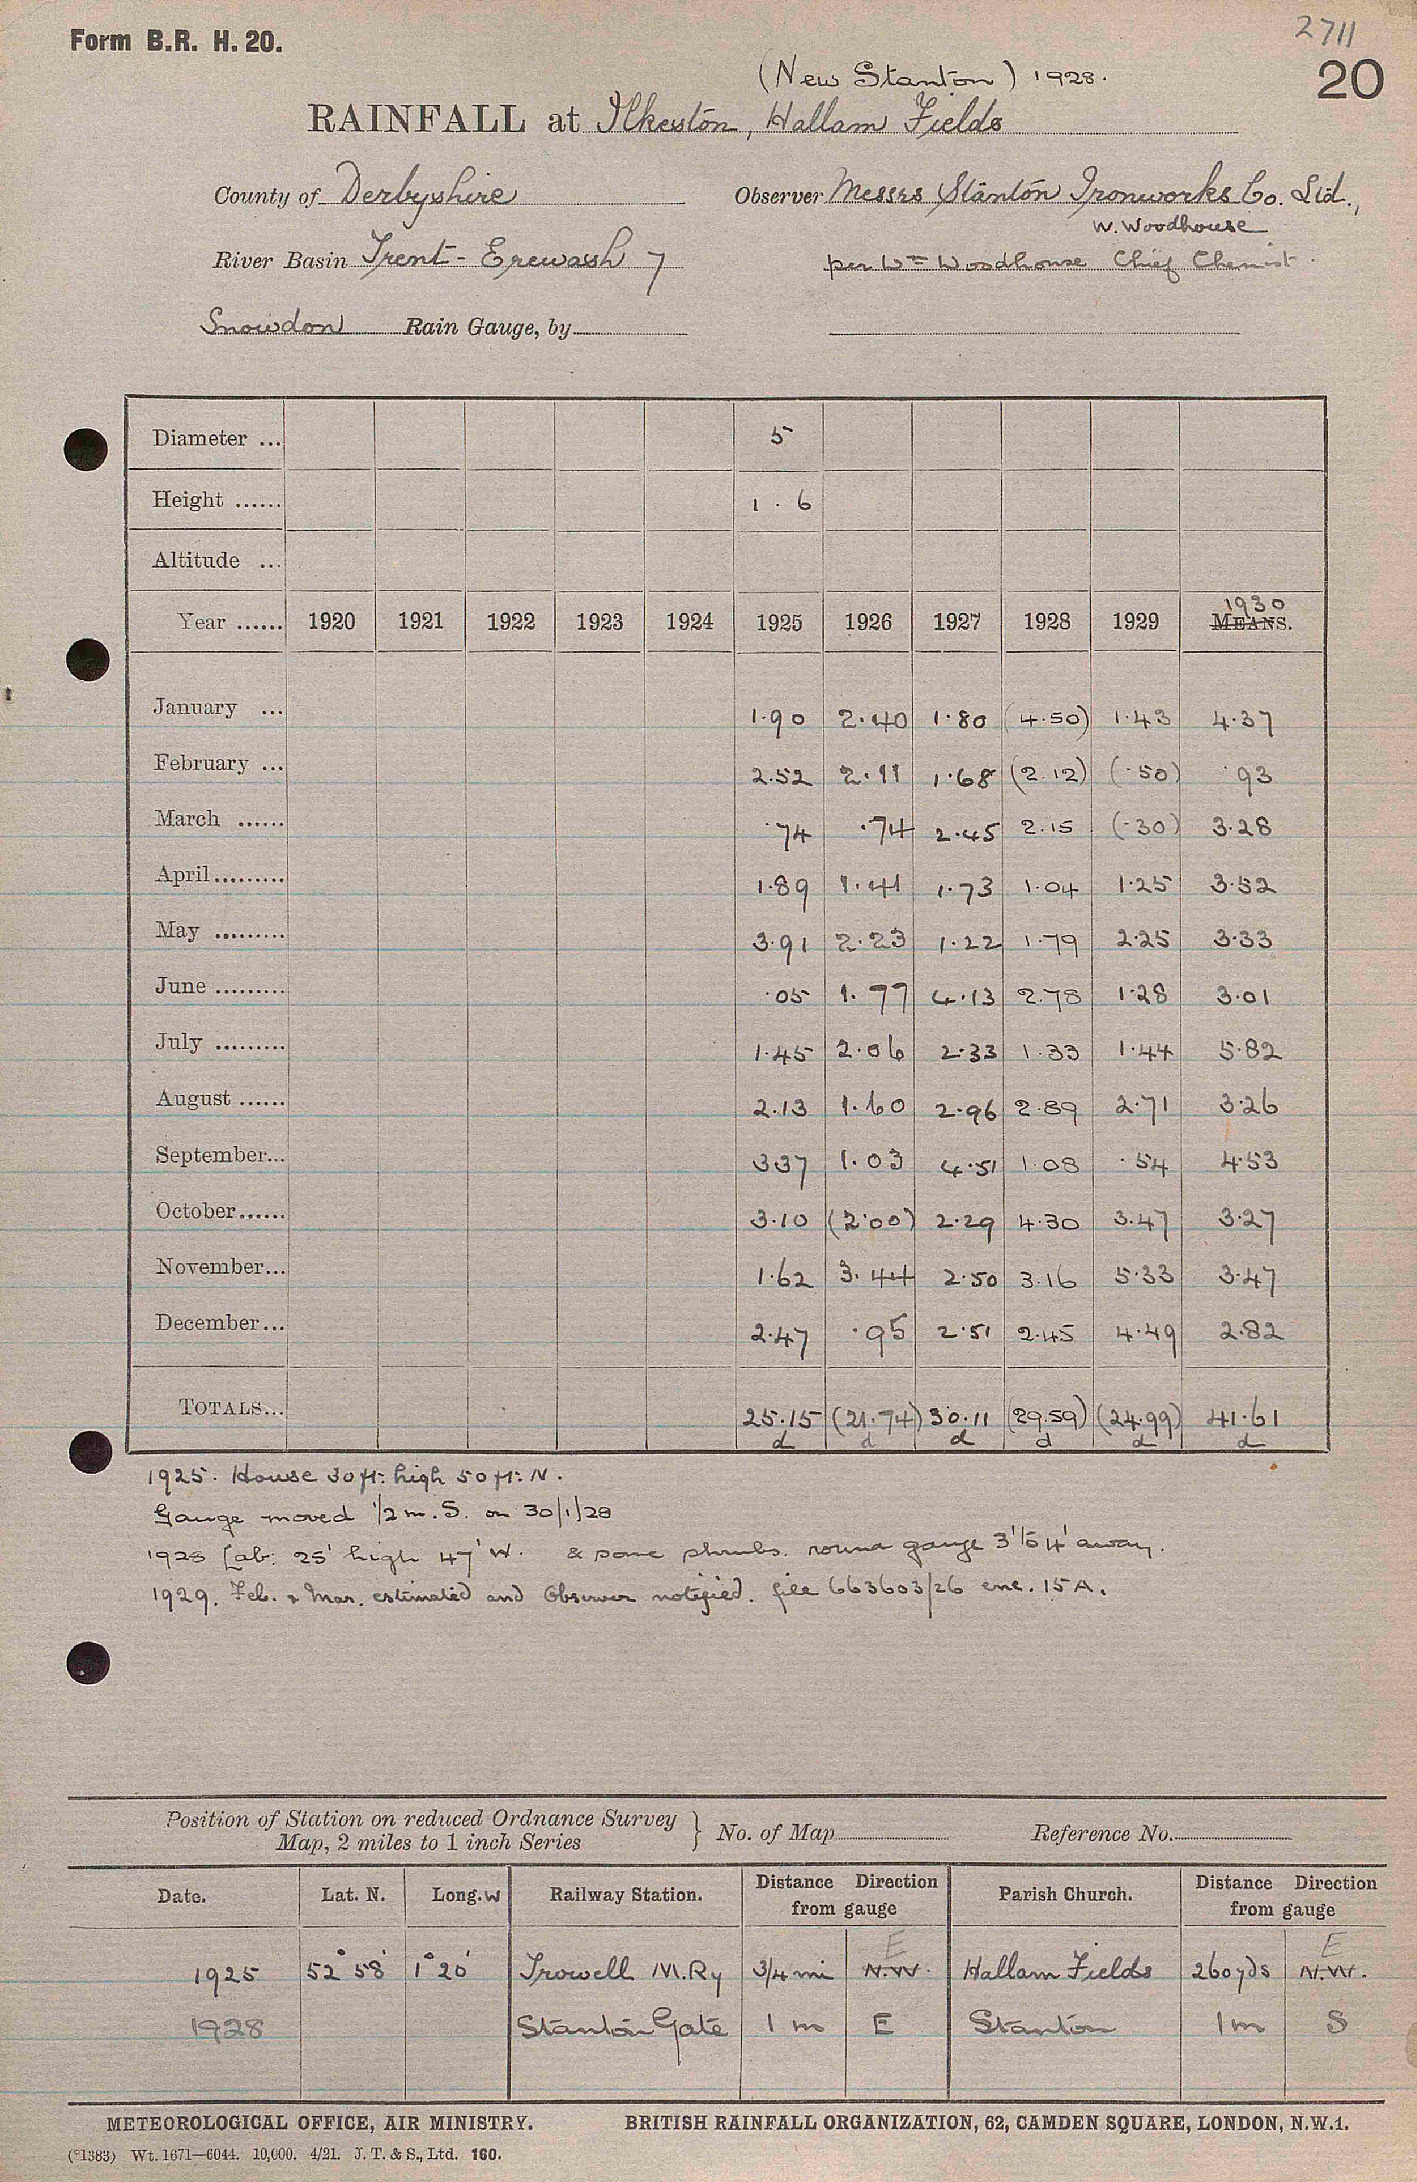 2711
Form B.R. H. 20.
20
(New Stanton) 1928.
RAINFALL at Ilkeston, Hallam Fields
County of Derbyshire Observer Messrs Stanton Ironworks Co. Ltd.,
W. Woodhouse
River Basin Trent - Erewash 7 per Wm Woodhouse Chief Chemist.
Snowdon Rain Gauge, by
Diameter ... 5
Height ...... 1 . 6
Altitude ...
1930
Year ...... 1920 1921 1922 1923 1924 1925 1926 1927 1928 1929 MEANS.
January ... 1.90 2.40 1.80 (4.50) 1.43 4.37
February ... 2.52 2.11 1.68 (2.12) (.50) .93
March ...... .74 .74 2.45 2.15 (.30) 3.28
April ......... 1.89 1.41 1.73 1.04 1.25 3.52
May ......... 3.91 2.23 1.22 1.79 2.25 3.33
June ......... .05 1.77 4.13 2.78 1.28 3.01
July ......... 1.45 2.06 2.33 1.33 1.44 5.82
August ...... 2.13 1.60 2.96 2.89 2.71 3.26
September... 3.37 1.03 4.51 1.08 .54 4.53
October ...... 3.10 (2.00) 2.29 4.30 3.47 3.27
November... 1.62 3.44 2.50 3.16 5.33 3.47
December... 2.47 .95 2.51 2.45 4.49 2.82
TOTALS... 25.15 (21.74) 30.11 (29.59) (24.99) 41.61
d d d d d d
1925. House 30 ft: high 50 ft: N.
Gauge moved 1/2 m. S. on 30/1/28
1928 Lab: 25' high 47' W. & some shrubs round gauge 3' to 4' away.
1929. Feb. & Mar. estimated and Observer notified. file 663603/26 enc. 15A.
Position of Station on reduced Ordnance Survey
Map, 2 miles to 1 inch Series } No. of Map Reference No.
Date. Lat. N. Long. W Railway Station. Distance Direction from gauge Parish Church. Distance Direction from gauge
E E
1925 52° 58' 1° 20' Trowell M. Ry 3/4 mi N.W. Hallam Fields 260 yds N.W.
1928 Stanton Gate 1 m E Stanton 1 m S
METEOROLOGICAL OFFICE, AIR MINISTRY. BRITISH RAINFALL ORGANIZATION, 62, CAMDEN SQUARE, LONDON, N.W.1.
(*1383) Wt. 1671—6044. 10,000. 4/21. J. T. & S., Ltd. 160.